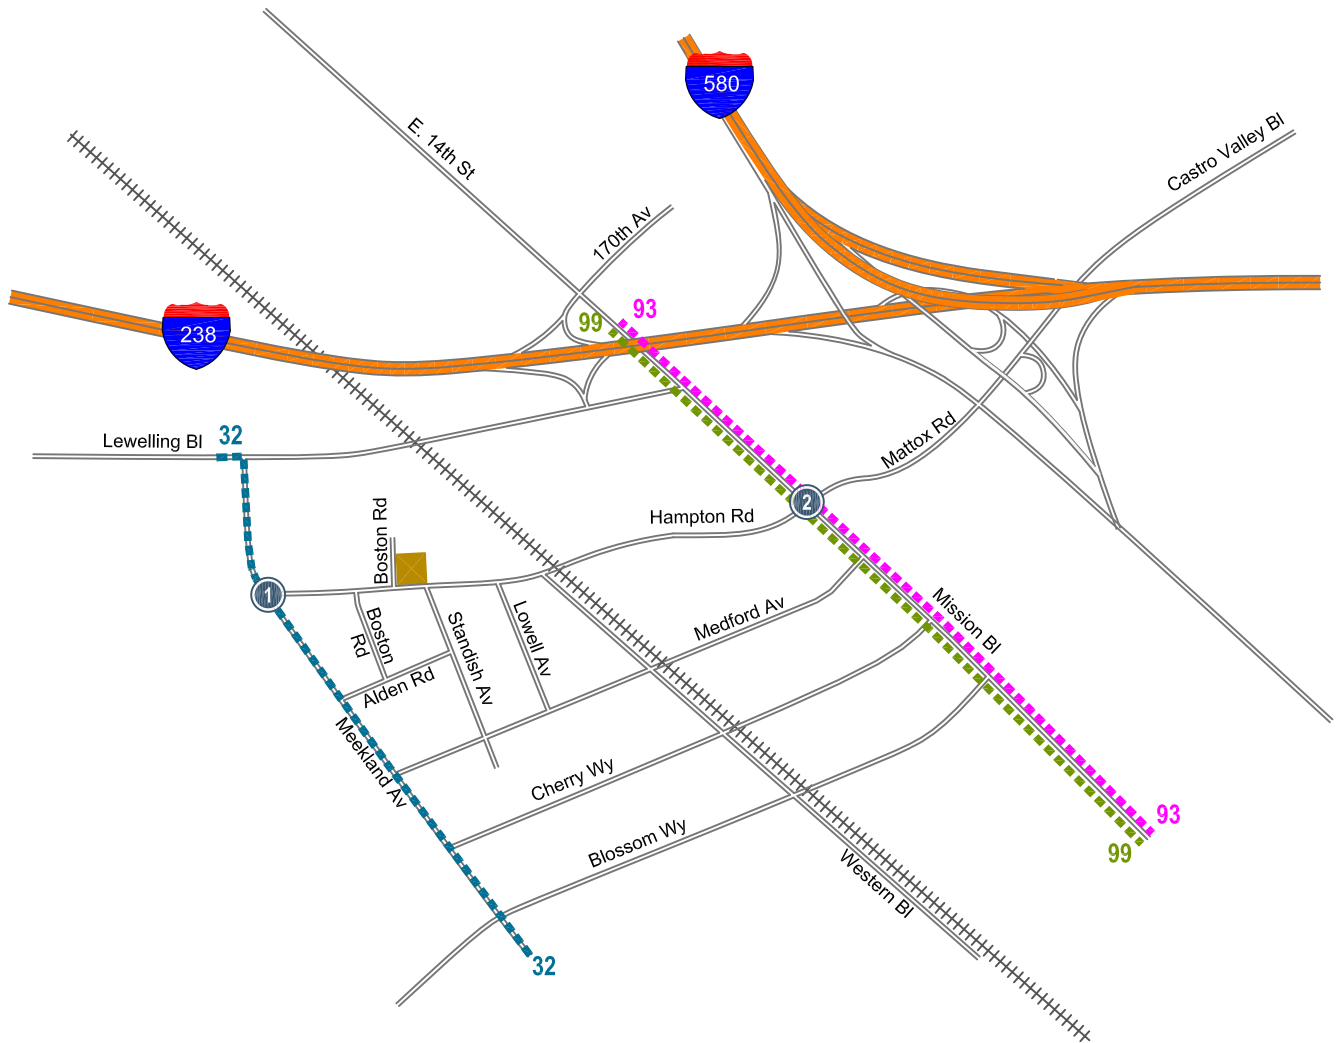 580
E. 14th St
Castro Valley Bl
170th Av
93
99
238
Lewelling Bl
32
Mattox Rd
2
Hampton Rd
Boston Rd
1
Boston
Rd
Standish Av
Lowell Av
Medford Av
Mission Bl
Alden Rd
Meekland Av
Cherry Wy
Blossom Wy
93
99
Western Bl
32